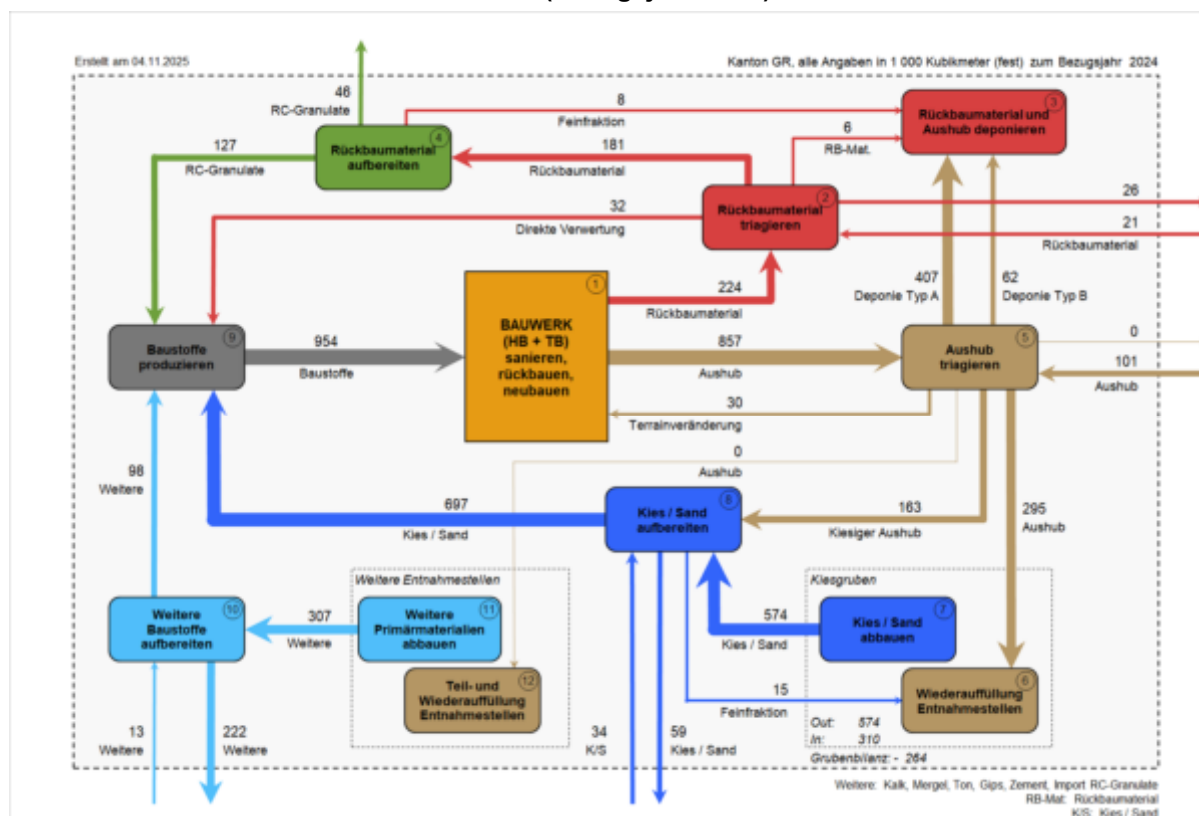 Erstellt am 04.11.2025
Kanton GR, alle Angaben in 1 000 Kubikmeter (fest) zum Bezugsjahr 2024
46
RC-Granulate
8
Feinfraktion
3
Rückbaumaterial und
Aushub deponieren
4
Rückbaumaterial
aufbereiten
127
RC-Granulate
181
Rückbaumaterial
6
RB-Mat.
2
Rückbaumaterial
triagieren
26
21
Rückbaumaterial
32
Direkte Verwertung
407
Deponie Typ A
62
Deponie Typ B
1
BAUWERK
(HB + TB)
sanieren,
rückbauen,
neubauen
224
Rückbaumaterial
9
Baustoffe
produzieren
954
Baustoffe
857
Aushub
5
Aushub
triagieren
0
101
Aushub
30
Terrainveränderung
0
Aushub
98
Weitere
697
Kies / Sand
8
Kies / Sand
aufbereiten
163
Kiesiger Aushub
295
Aushub
Weitere Entnahmestellen
Kiesgruben
10
Weitere
Baustoffe
aufbereiten
307
Weitere
11
Weitere
Primärmaterialien
abbauen
574
Kies / Sand
7
Kies / Sand
abbauen
12
Teil- und
Wiederauffüllung
Entnahmestellen
15
Feinfraktion
6
Wiederauffüllung
Entnahmestellen
13
Weitere
222
Weitere
34
K/S
59
Kies / Sand
Out: 574
In: 310
Grubenbilanz: - 264
Weitere: Kalk, Mergel, Ton, Gips, Zement, Import RC-Granulate
RB-Mat: Rückbaumaterial
K/S: Kies / Sand